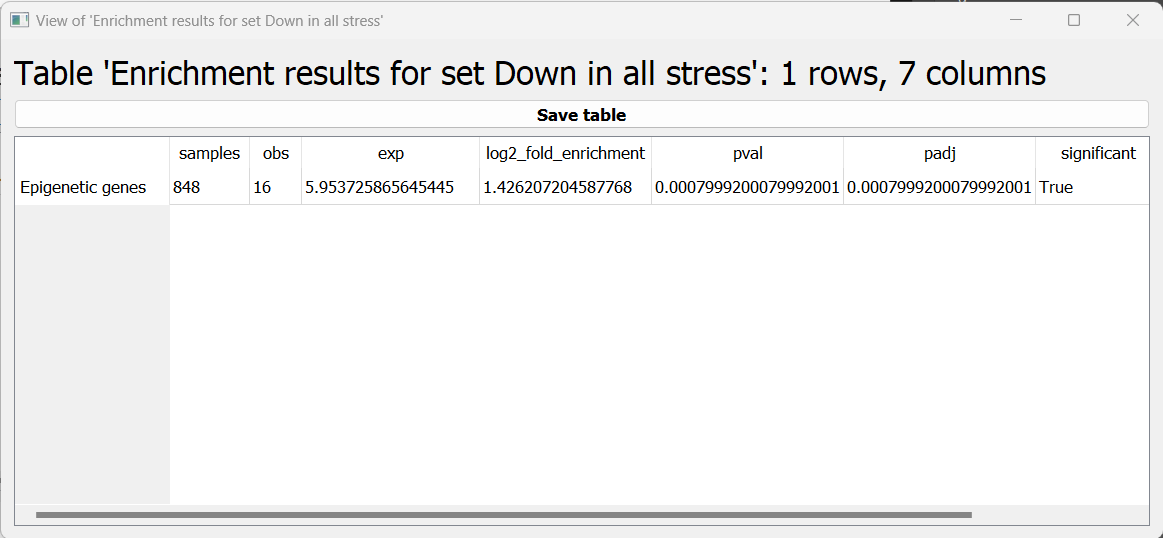 View of 'Enrichment results for set Down in all stress'
Table 'Enrichment results for set Down in all stress': 1 rows, 7 columns
Save table
samples obs exp log2_fold_enrichment pval padj significant
Epigenetic genes 848 16 5.953725865645445 1.426207204587768 0.0007999200079992001 0.0007999200079992001 True